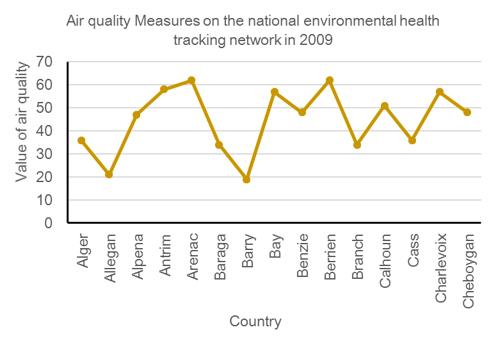 Air quality Measures on the national environmental health
tracking network in 2009
Value of air quality
70
60
50
40
30
20
10
0
Alger
Allegan
Alpena
Antrim
Arenac
Baraga
Barry
Bay
Benzie
Berrien
Branch
Calhoun
Cass
Charlevoix
Cheboygan
Country